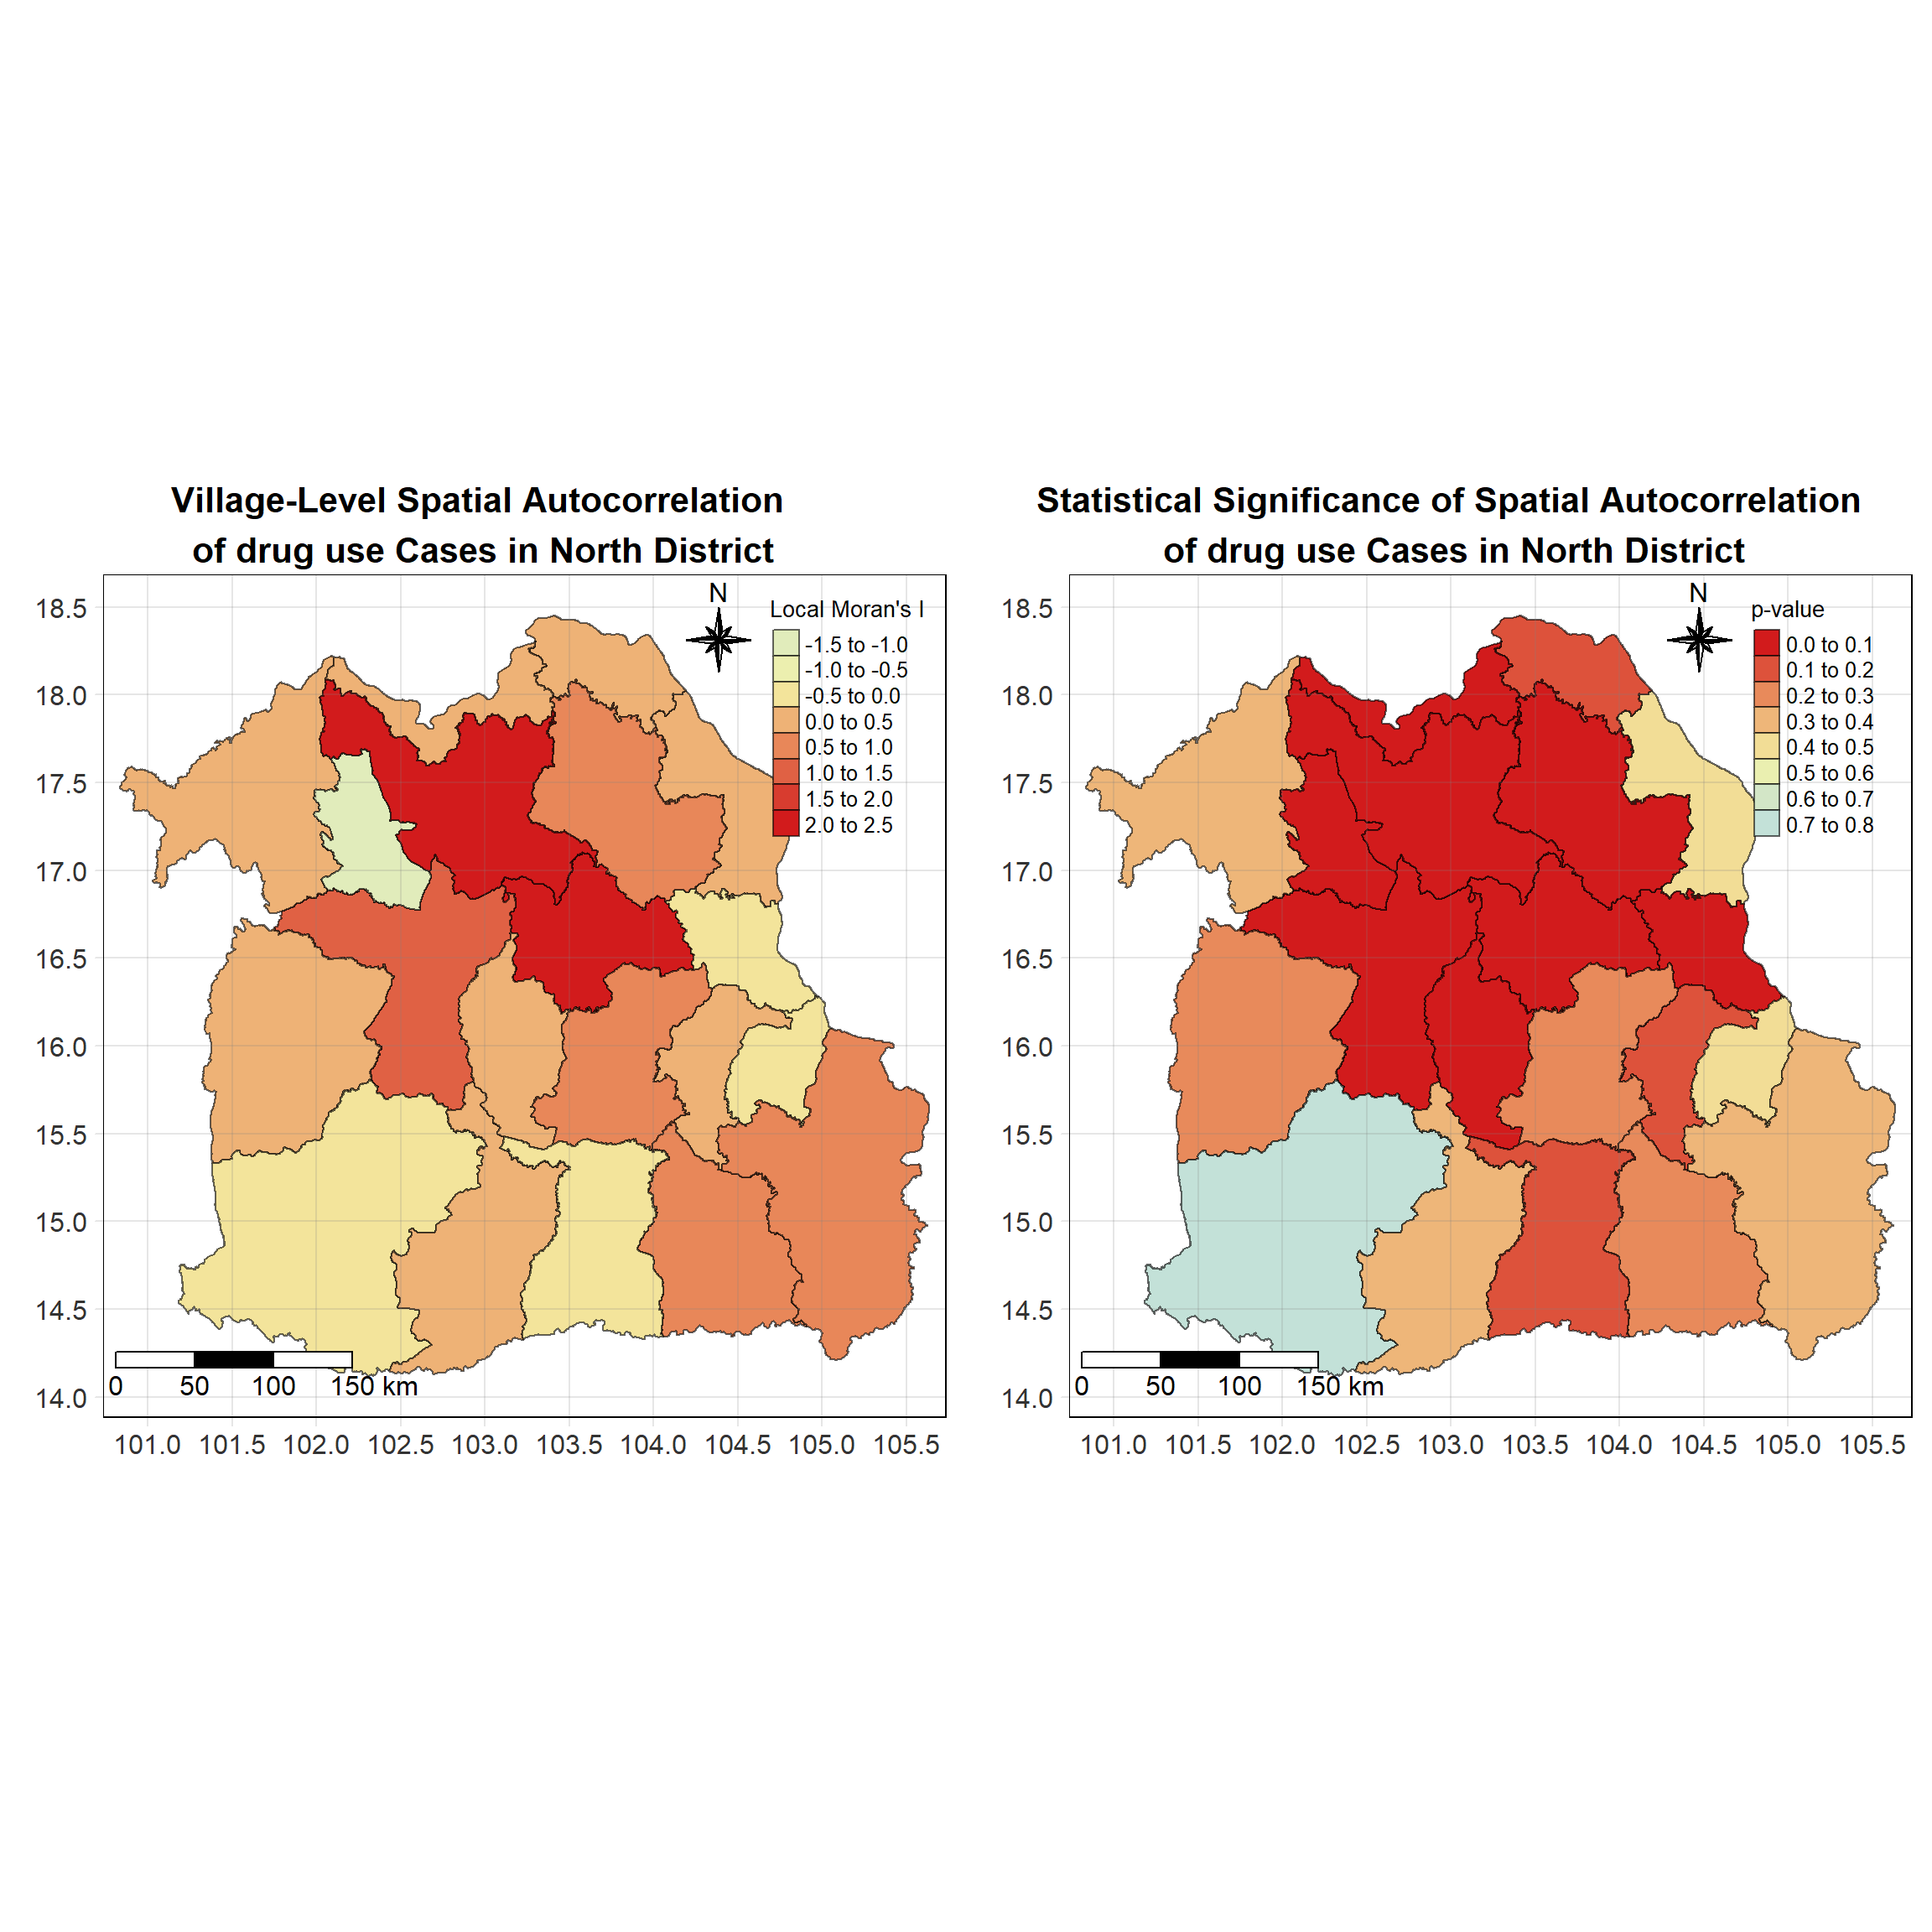 Village-Level Spatial Autocorrelation
of drug use Cases in North District
N
Local Moran's I
-1.5 to -1.0
-1.0 to -0.5
-0.5 to 0.0
0.0 to 0.5
0.5 to 1.0
1.0 to 1.5
1.5 to 2.0
2.0 to 2.5
18.5
18.0
17.5
17.0
16.5
16.0
15.5
15.0
14.5
14.0
0 50 100 150 km
101.0 101.5 102.0 102.5 103.0 103.5 104.0 104.5 105.0 105.5
Statistical Significance of Spatial Autocorrelation
of drug use Cases in North District
N
p-value
0.0 to 0.1
0.1 to 0.2
0.2 to 0.3
0.3 to 0.4
0.4 to 0.5
0.5 to 0.6
0.6 to 0.7
0.7 to 0.8
18.5
18.0
17.5
17.0
16.5
16.0
15.5
15.0
14.5
14.0
0 50 100 150 km
101.0 101.5 102.0 102.5 103.0 103.5 104.0 104.5 105.0 105.5